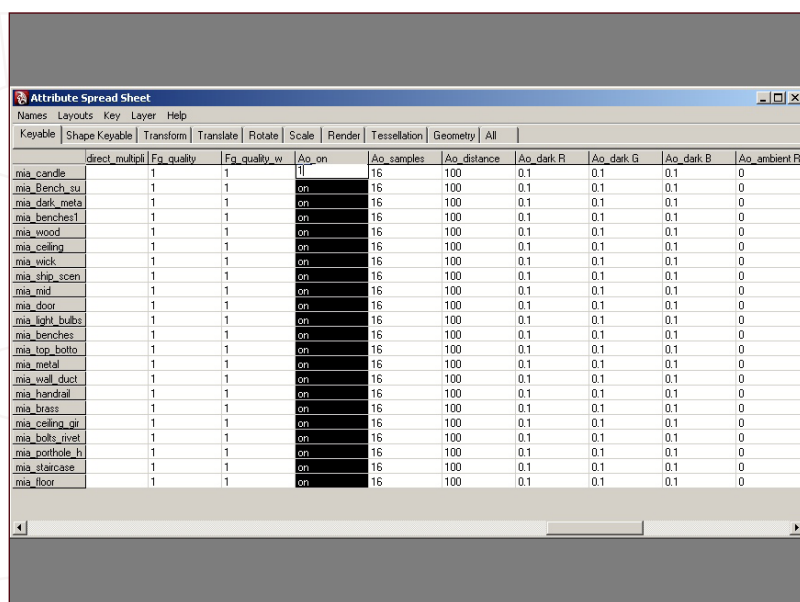 Attribute Spread Sheet
Names Layouts Key Layer Help
Keyable Shape Keyable Transform Translate Rotate Scale Render Tessellation Geometry All
direct_multipli Fg_quality Fg_quality_w Ao_on Ao_samples Ao_distance Ao_dark R Ao_dark G Ao_dark B Ao_ambient R
mia_candle 1 1 1 16 100 0.1 0.1 0.1 0
mia_Bench_su 1 1 on 16 100 0.1 0.1 0.1 0
mia_dark_meta 1 1 on 16 100 0.1 0.1 0.1 0
mia_benches1 1 1 on 16 100 0.1 0.1 0.1 0
mia_wood 1 1 on 16 100 0.1 0.1 0.1 0
mia_ceiling 1 1 on 16 100 0.1 0.1 0.1 0
mia_wick 1 1 on 16 100 0.1 0.1 0.1 0
mia_ship_scen 1 1 on 16 100 0.1 0.1 0.1 0
mia_mid 1 1 on 16 100 0.1 0.1 0.1 0
mia_door 1 1 on 16 100 0.1 0.1 0.1 0
mia_light_bulbs 1 1 on 16 100 0.1 0.1 0.1 0
mia_benches 1 1 on 16 100 0.1 0.1 0.1 0
mia_top_botto 1 1 on 16 100 0.1 0.1 0.1 0
mia_metal 1 1 on 16 100 0.1 0.1 0.1 0
mia_wall_duct 1 1 on 16 100 0.1 0.1 0.1 0
mia_handrail 1 1 on 16 100 0.1 0.1 0.1 0
mia_brass 1 1 on 16 100 0.1 0.1 0.1 0
mia_ceiling_gir 1 1 on 16 100 0.1 0.1 0.1 0
mia_bolts_rivet 1 1 on 16 100 0.1 0.1 0.1 0
mia_porthole_h 1 1 on 16 100 0.1 0.1 0.1 0
mia_staircase 1 1 on 16 100 0.1 0.1 0.1 0
mia_floor 1 1 on 16 100 0.1 0.1 0.1 0